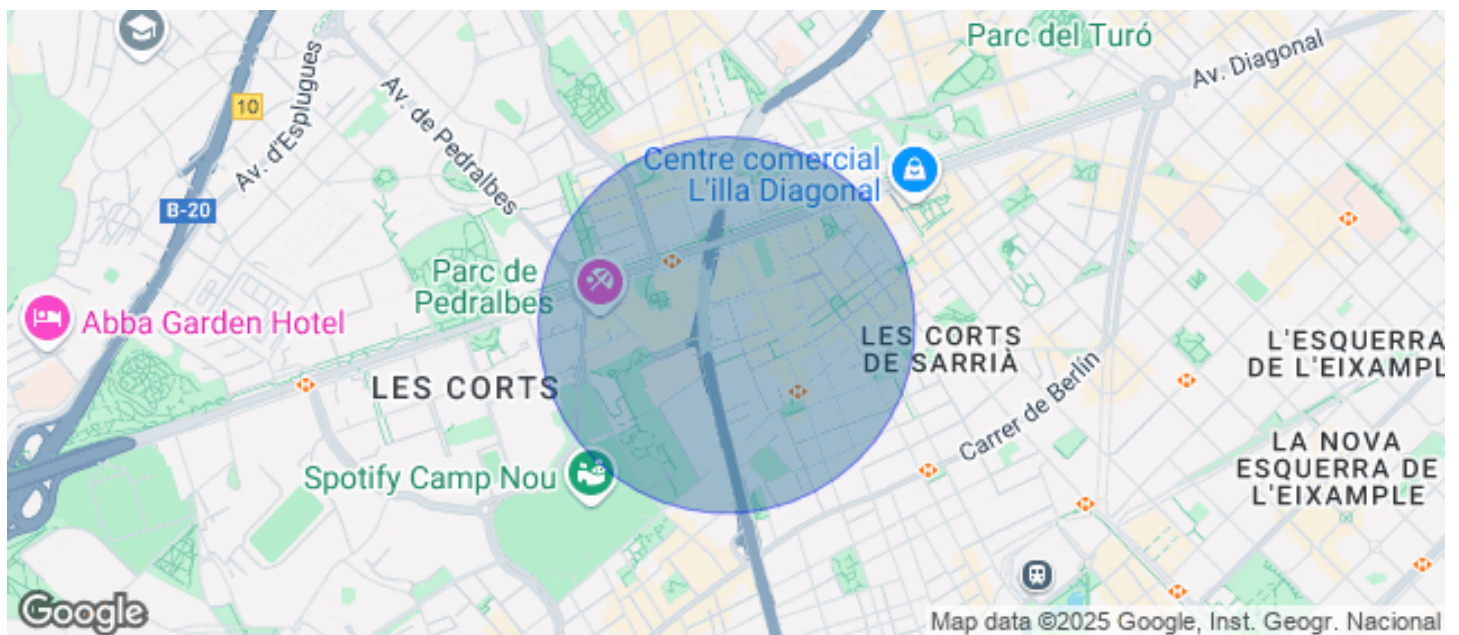 Parc del Turó
Av. Diagonal
Av. d'Esplugues
10
Av. de Pedralbes
B-20
Centre comercial
L'illa Diagonal
Parc de
Pedralbes
Abba Garden Hotel
LES CORTS
DE SARRIÀ
L'ESQUERRA
DE L'EIXAMPL
LES CORTS
Carrer de Berlín
Spotify Camp Nou
LA NOVA
ESQUERRA DE
L'EIXAMPLE
Google
Map data ©2025 Google, Inst. Geogr. Nacional